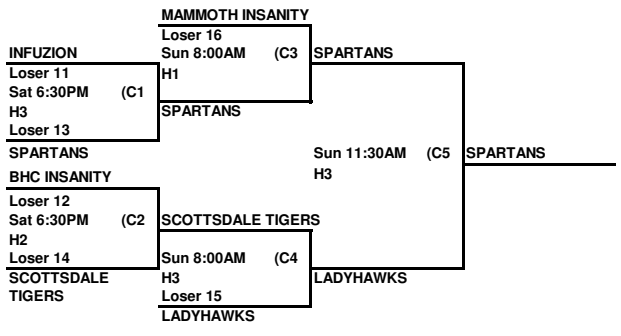 MAMMOTH INSANITY
Loser 16
INFUZION
Sun 8:00AM (C3
SPARTANS
Loser 11
H1
Sat 6:30PM (C1
H3
SPARTANS
Loser 13
SPARTANS
Sun 11:30AM (C5
SPARTANS
BHC INSANITY
H3
Loser 12
Sat 6:30PM (C2
SCOTTSDALE TIGERS
H2
Loser 14
Sun 8:00AM (C4
SCOTTSDALE
TIGERS
H3
LADYHAWKS
Loser 15
LADYHAWKS